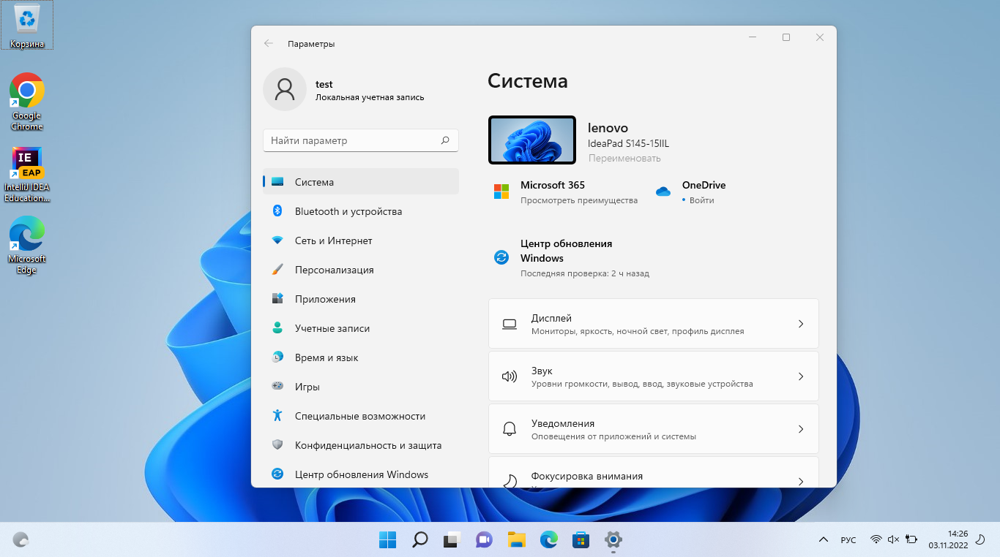 Корзина
Google
Chrome
IE
EAP
IntelliJ IDEA
Education...
Microsoft
Edge
Параметры
test
Локальная учетная запись
Найти параметр
Система
Bluetooth и устройства
Сеть и Интернет
Персонализация
Приложения
Учетные записи
Время и язык
Игры
Специальные возможности
Конфиденциальность и защита
Центр обновления Windows
Система
lenovo
IdeaPad S145-15IIL
Переименовать
Microsoft 365
Просмотреть преимущества
OneDrive
Войти
Центр обновления
Windows
Последняя проверка: 2 ч назад
Дисплей
Мониторы, яркость, ночной свет, профиль дисплея
Звук
Уровни громкости, вывод, ввод, звуковые устройства
Уведомления
Оповещения от приложений и системы
Фокусировка внимания
РУС
14:26
03.11.2022